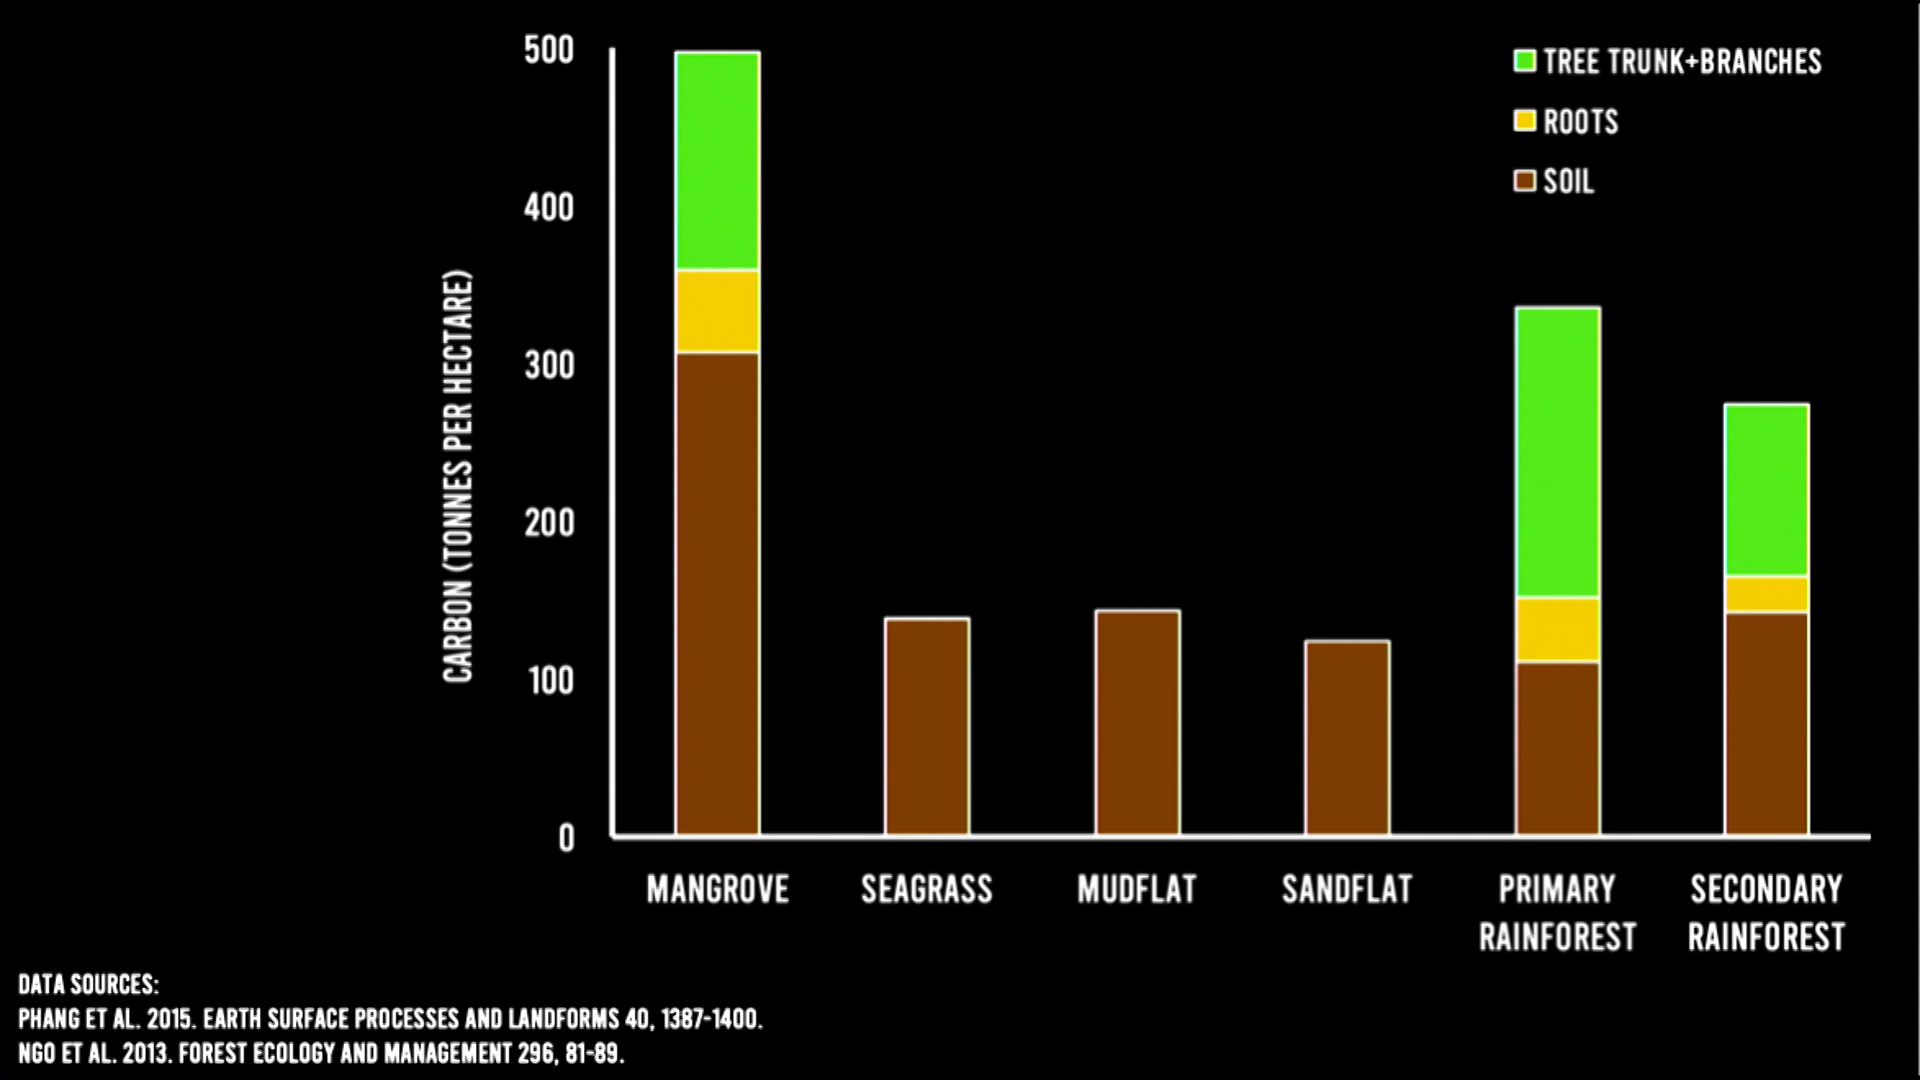 500
400
300
200
100
0
CARBON (TONNES PER HECTARE)
TREE TRUNK+BRANCHES
ROOTS
SOIL
MANGROVE
SEAGRASS
MUDFLAT
SANDFLAT
PRIMARY
RAINFOREST
SECONDARY
RAINFOREST
DATA SOURCES:
PHANG ET AL. 2015. EARTH SURFACE PROCESSES AND LANDFORMS 40, 1387-1400.
NGO ET AL. 2013. FOREST ECOLOGY AND MANAGEMENT 296, 81-89.